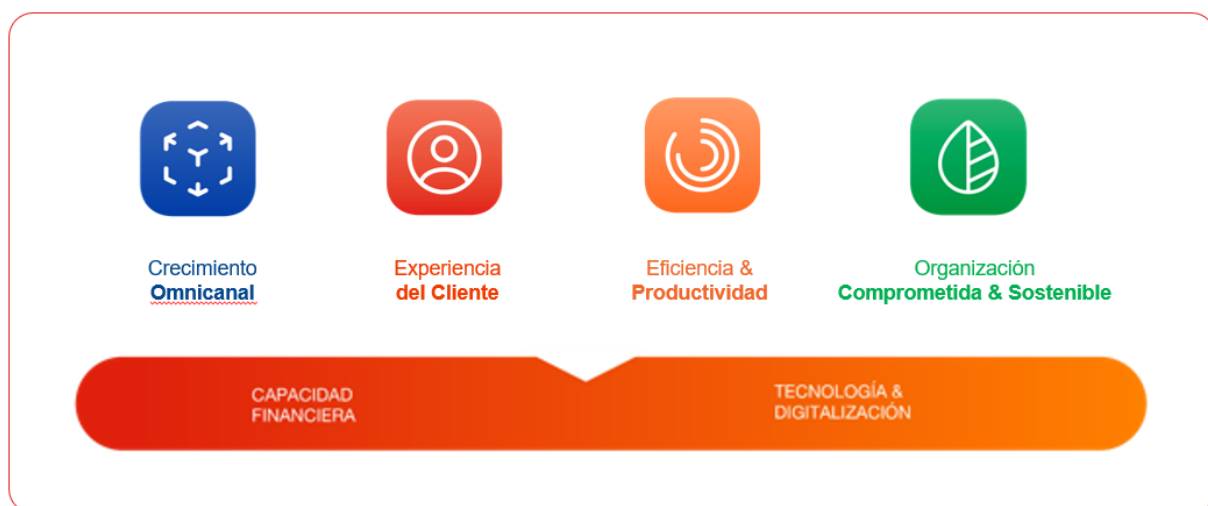 Crecimiento
Omnicanal
Experiencia
del Cliente
Eficiencia &
Productividad
Organización
Comprometida & Sostenible
CAPACIDAD
FINANCIERA
TECNOLOGÍA &
DIGITALIZACIÓN